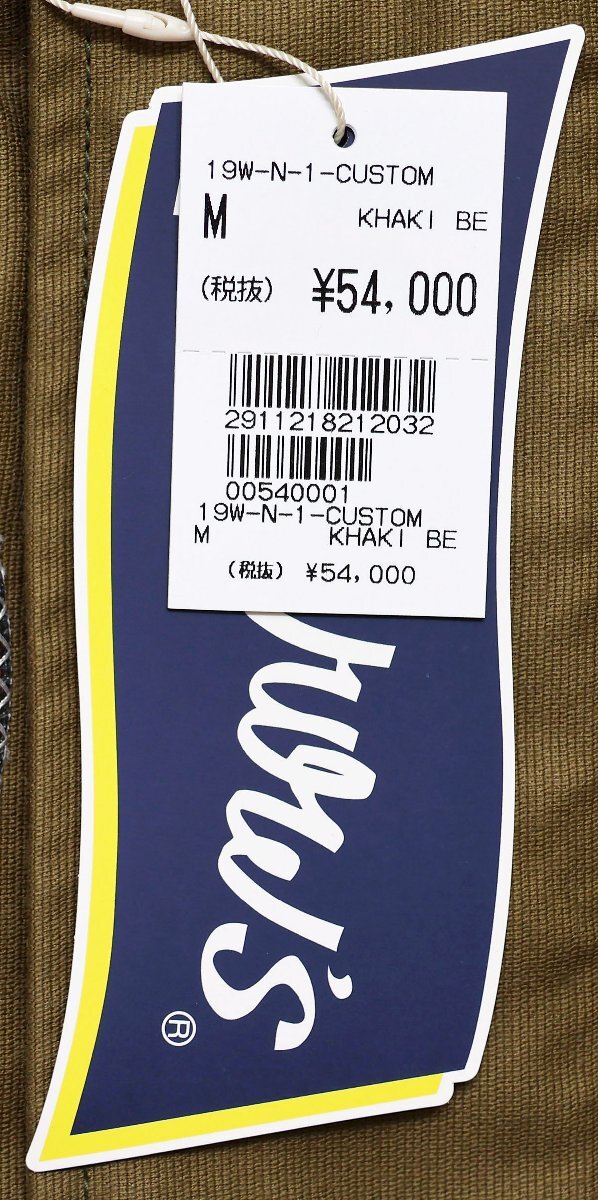 19W-N-1-CUSTOM
M KHAKI BE
(税抜) ¥54,000
2911218212032
00540001
19W-N-1-CUSTOM
M KHAKI BE
(税抜) ¥54,000
®